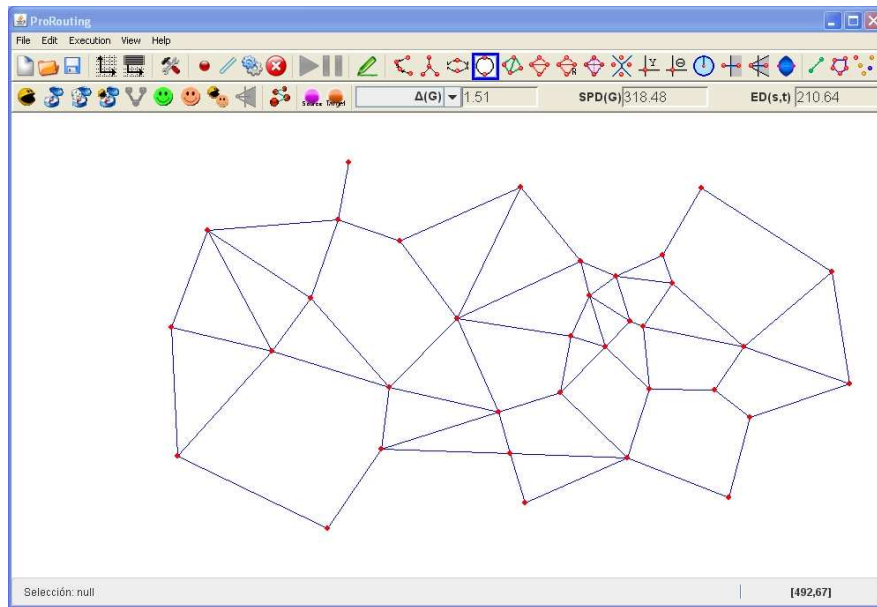 ProRouting
File Edit Execution View Help
Source Target Δ(G) 1.51 SPD(G) 318.48 ED(s,t) 210.64
Selección: null [492,67]